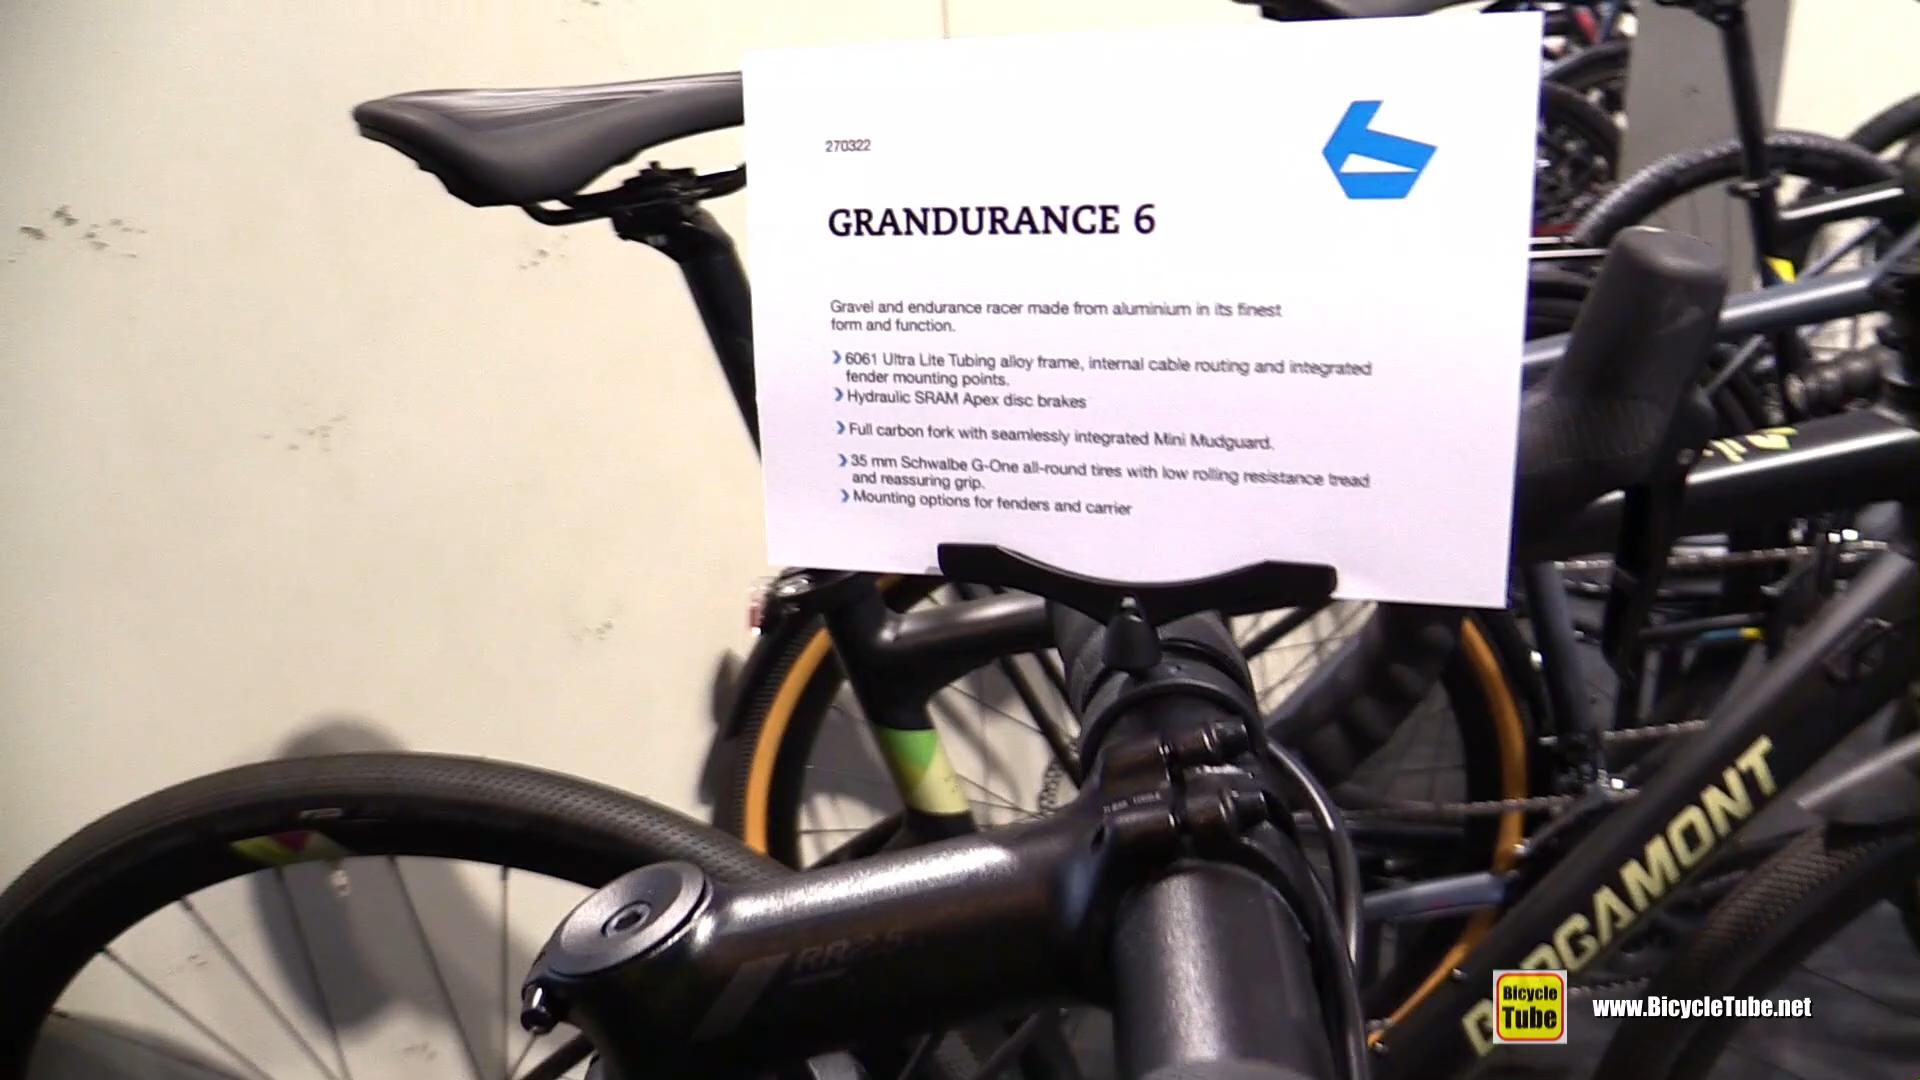 270322
GRANDURANCE 6
Gravel and endurance racer made from aluminium in its finest
form and function.
6061 Ultra Lite Tubing alloy frame, internal cable routing and integrated
fender mounting points.
Hydraulic SRAM Apex disc brakes
Full carbon fork with seamlessly integrated Mini Mudguard.
35 mm Schwalbe G-One all-round tires with low rolling resistance tread
and reassuring grip.
Mounting options for fenders and carrier
BERGAMONT
Bicycle
Tube
www.BicycleTube.net